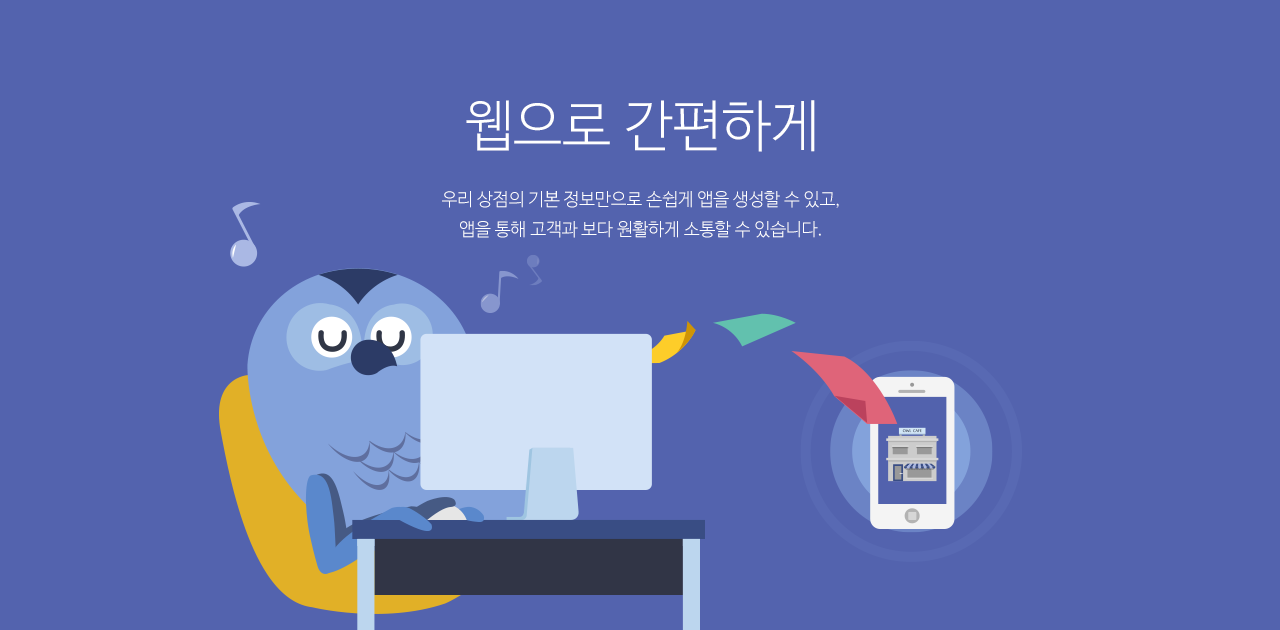 웹으로 간편하게
우리 상점의 기본 정보만으로 손쉽게 앱을 생성할 수 있고,
앱을 통해 고객과 보다 원활하게 소통할 수 있습니다.